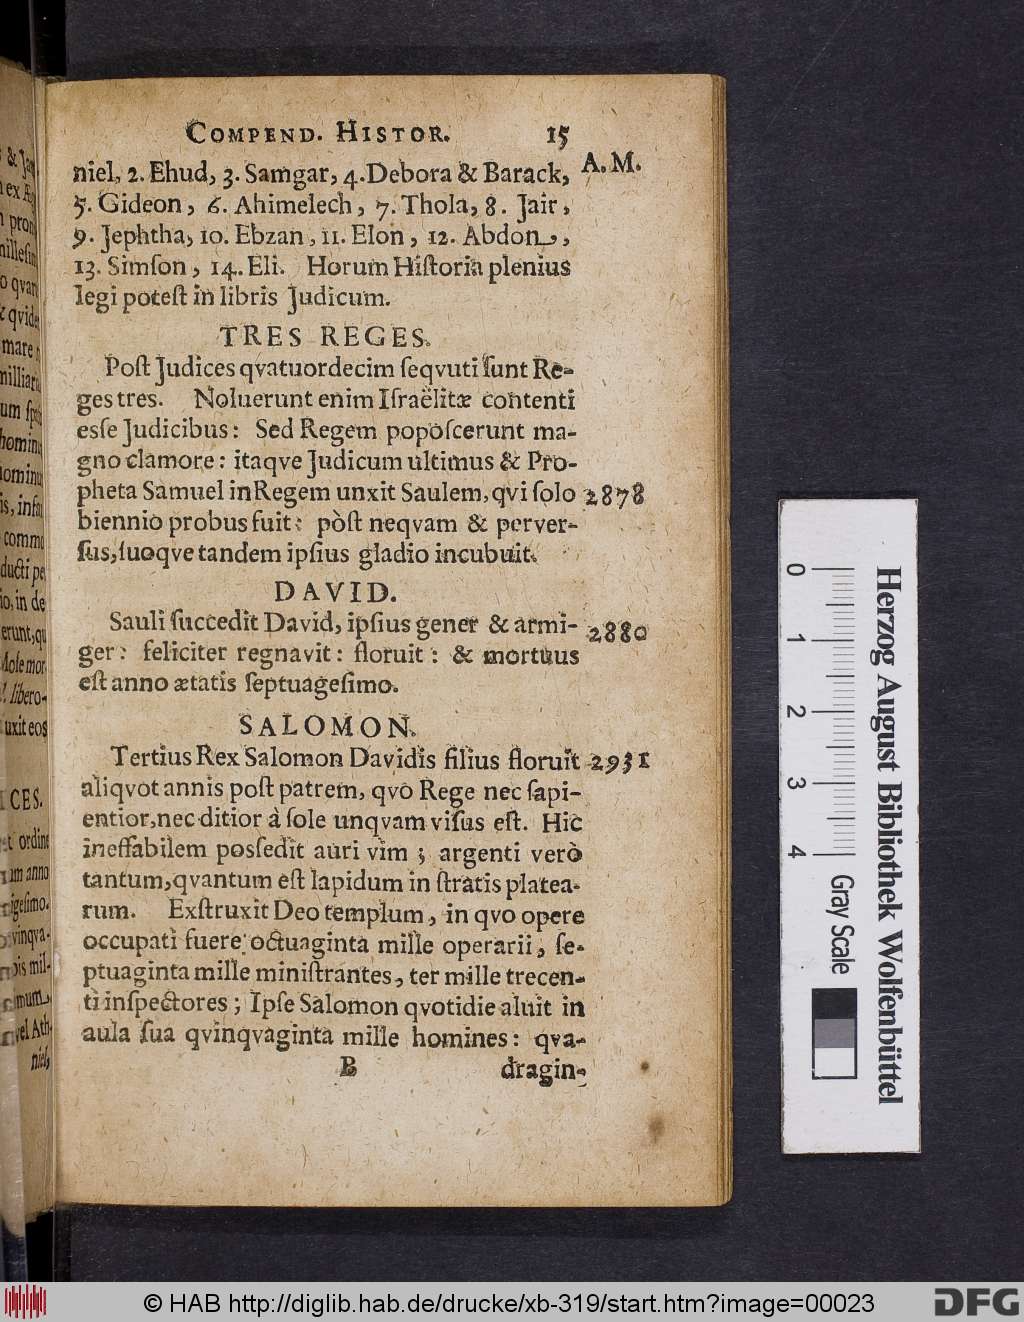 COMPEND. HISTOR. 15
A. M.
niel, 2. Ehud, 3. Samgar, 4. Debora & Barack,
5. Gideon, 6. Ahimelech, 7. Thola, 8. Jair,
9. Jephtha, 10. Ebzan, 11. Elon, 12. Abdon,
13. Simſon, 14. Eli. Horum Hiſtoria plenius
legi poteſt in libris Judicum.
TRES REGES.
Poſt Judices qvatuordecim ſeqvuti ſunt Re-
ges tres. Noluerunt enim Iſraëlitæ contenti
esſe Judicibus: Sed Regem popoſcerunt ma-
gno clamore: itaqve Judicum ultimus & Pro-
pheta Samuel in Regem unxit Saulem, qvi ſolo 2878
biennio probus fuit: pòſt neqvam & perver-
ſus, ſuoqve tandem ipſius gladio incubuit.
DAVID.
Sauli ſuccedit David, ipſius gener & armi- 2880
ger: feliciter regnavit: floruit: & mortuus
eſt anno ætatis ſeptuageſimo.
SALOMON.
Tertius Rex Salomon Davidis filius floruit 2931
aliqvot annis poſt patrem, qvo Rege nec ſapi-
entior, nec ditior à ſole unqvam viſus eſt. Hic
ineffabilem posſedit auri vim; argenti verò
tantum, qvantum eſt lapidum in ſtratis platea-
rum. Exſtruxit Deo templum, in qvo opere
occupati fuere octuaginta mille operarii, ſe-
ptuaginta mille miniſtrantes, ter mille trecen-
ti inſpectores; Ipſe Salomon qvotidie aluit in
aula ſua qvinqvaginta mille homines: qva-
B dragin-
ICES.
ordine
niel,
0 1 2 3 4
Gray Scale
Herzog August Bibliothek Wolfenbüttel
© HAB http://diglib.hab.de/drucke/xb-319/start.htm?image=00023
DFG